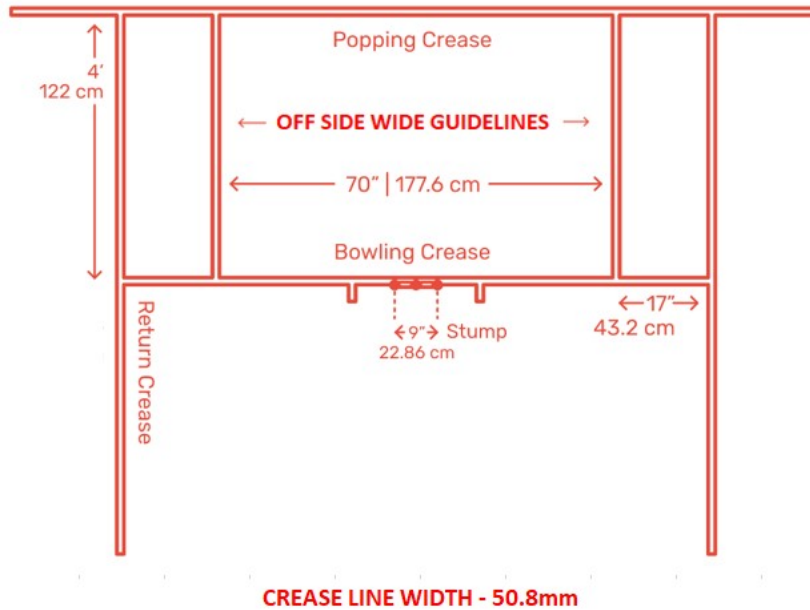 Popping Crease
4'
122 cm
← OFF SIDE WIDE GUIDELINES →
70" | 177.6 cm
Bowling Crease
Return Crease
9" Stump
22.86 cm
17"
43.2 cm
CREASE LINE WIDTH - 50.8mm